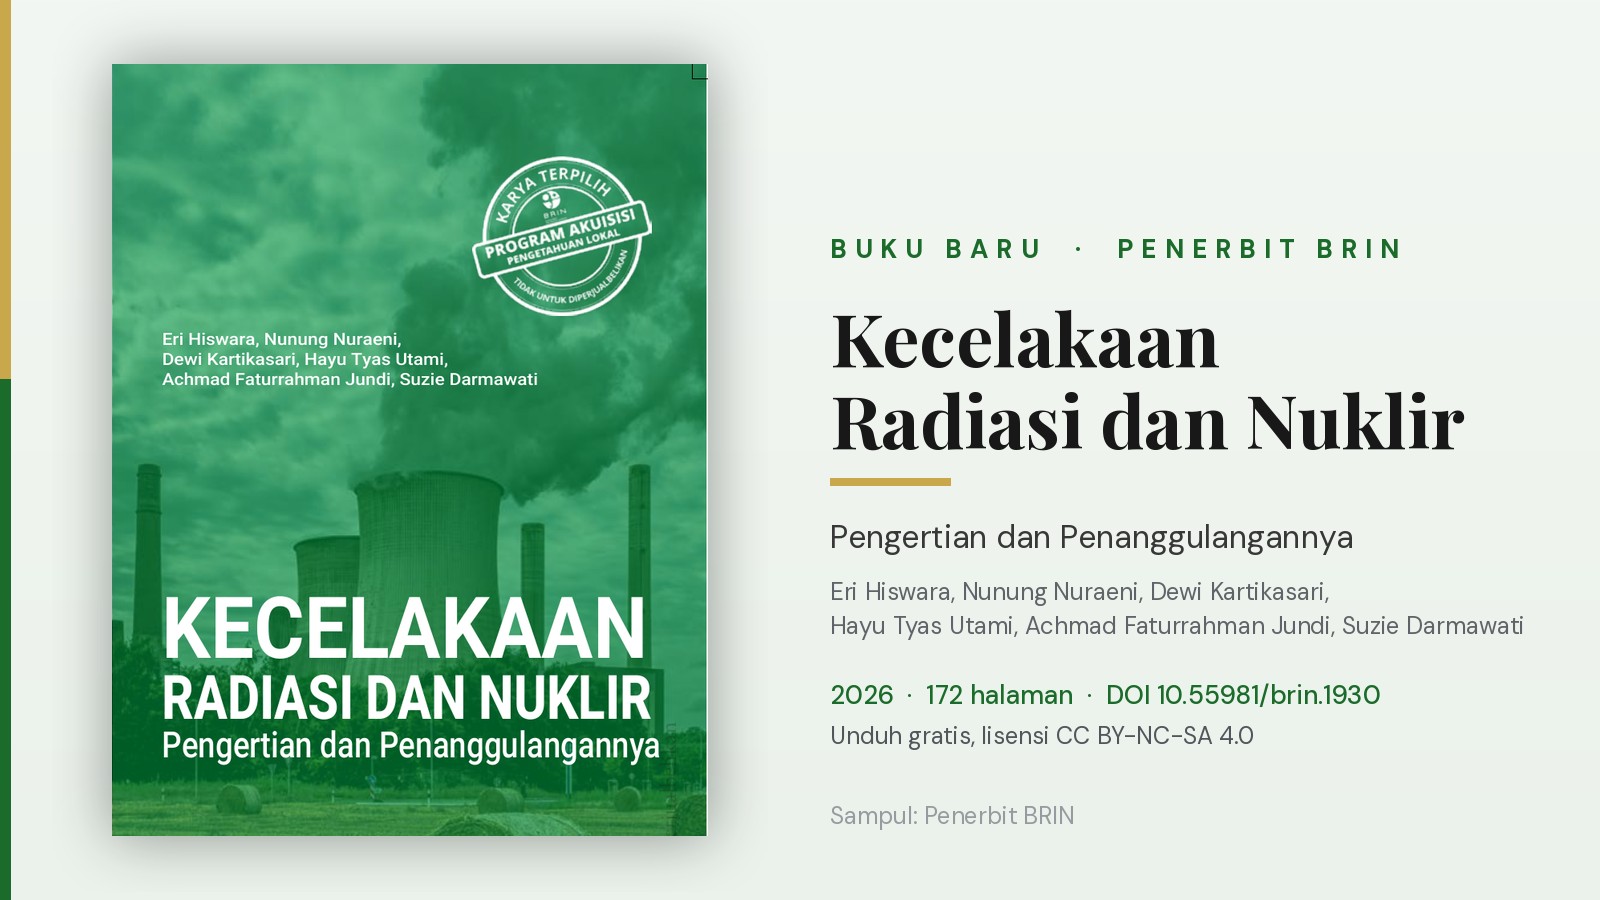 KARYA TERPILIH
BRIN
PROGRAM AKUISISI
PENGETAHUAN LOKAL
TIDAK UNTUK DIPERJUALBELIKAN
Eri Hiswara, Nunung Nuraeni,
Dewi Kartikasari, Hayu Tyas Utami,
Achmad Faturrahman Jundi, Suzie Darmawati
KECELAKAAN
RADIASI DAN NUKLIR
Pengertian dan Penanggulangannya
BUKU BARU · PENERBIT BRIN
Kecelakaan
Radiasi dan Nuklir
Pengertian dan Penanggulangannya
Eri Hiswara, Nunung Nuraeni, Dewi Kartikasari,
Hayu Tyas Utami, Achmad Faturrahman Jundi, Suzie Darmawati
2026 · 172 halaman · DOI 10.55981/brin.1930
Unduh gratis, lisensi CC BY-NC-SA 4.0
Sampul: Penerbit BRIN